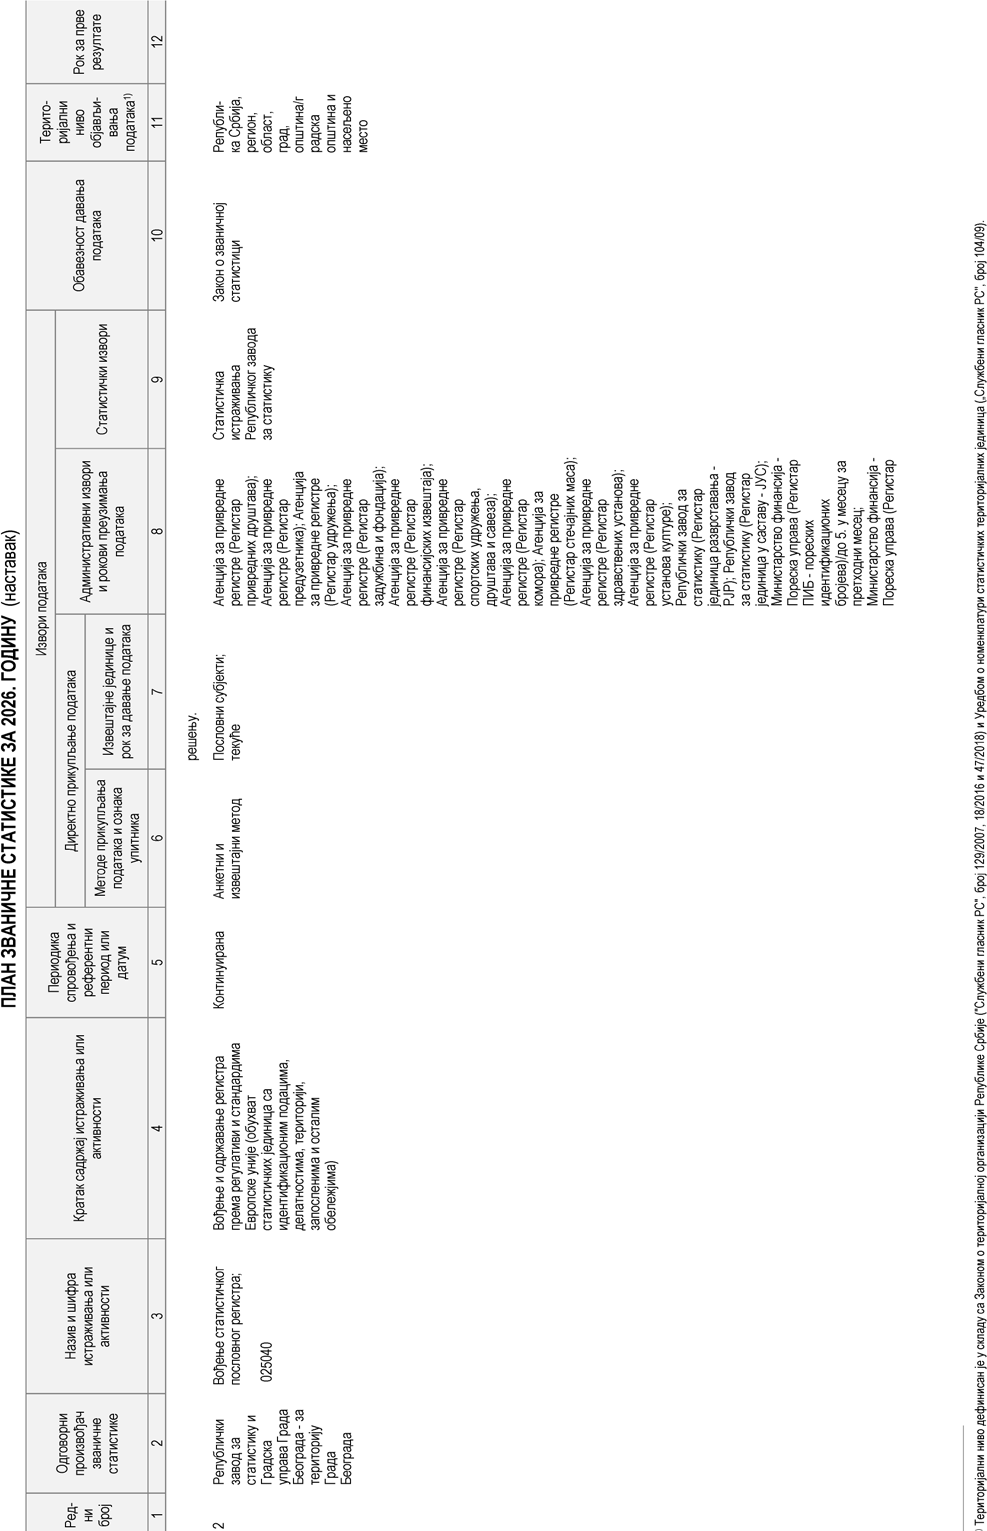 ПЛАН ЗВАНИЧНЕ СТАТИСТИКЕ ЗА 2026. ГОДИНУ (наставак)
Ред-
ни
број
Одговорни
произвођач
званичне
статистике
Назив и шифра
истраживања или
активности
Кратак садржај истраживања или
активности
Периодика
спровођења и
референтни
период или
датум
Извори података
Директно прикупљање података
Методе прикупљања
података и ознака
упитника
Извештајне јединице и
рок за давање података
Административни извори
и рокови преузимања
података
Статистички извори
Обавезност давања
података
Терито-
ријални
ниво
објављи-
вања
података1)
Рок за прве
резултате
1
2
3
4
5
6
7
8
9
10
11
12
решењу.
2
Републички
завод за
статистику и
Градска
управа Града
Београда - за
територију
Града
Београда
Вођење статистичког
пословног регистра;
025040
Вођење и одржавање регистра
према регулативи и стандардима
Европске уније (обухват
статистичких јединица са
идентификационим подацима,
делатностима, територији,
запосленима и осталим
обележјима)
Континуирана
Анкетни и
извештајни метод
Пословни субјекти;
текуће
Агенција за привредне
регистре (Регистар
привредних друштава);
Агенција за привредне
регистре (Регистар
предузетника); Агенција
за привредне регистре
(Регистар удружења);
Агенција за привредне
регистре (Регистар
задужбина и фондација);
Агенција за привредне
регистре (Регистар
финансијских извештаја);
Агенција за привредне
регистре (Регистар
спортских удружења,
друштава и савеза);
Агенција за привредне
регистре (Регистар
комора); Агенција за
привредне регистре
(Регистар стечајних маса);
Агенција за привредне
регистре (Регистар
здравствених установа);
Агенција за привредне
регистре (Регистар
установа културе);
Републички завод за
статистику (Регистар
јединица разврставања -
РЈР); Републички завод
за статистику (Регистар
јединица у саставу - ЈУС);
Министарство финансија -
Пореска управа (Регистар
ПИБ - пореских
идентификационих
бројева)/до 5. у месецу за
претходни месец;
Министарство финансија -
Пореска управа (Регистар
Статистичка
истраживања
Републичког завода
за статистику
Закон о званичној
статистици
Републи-
ка Србија,
регион,
област,
град,
општина/г
радска
општина и
насељено
место
1) Територијални ниво дефинисан је у складу са Законом о територијалној организацији Републике Србије ("Службени гласник РС", број 129/2007, 18/2016 и 47/2018) и Уредбом о номенклатури статистичких територијалних јединица („Службени гласник РС", број 104/09).